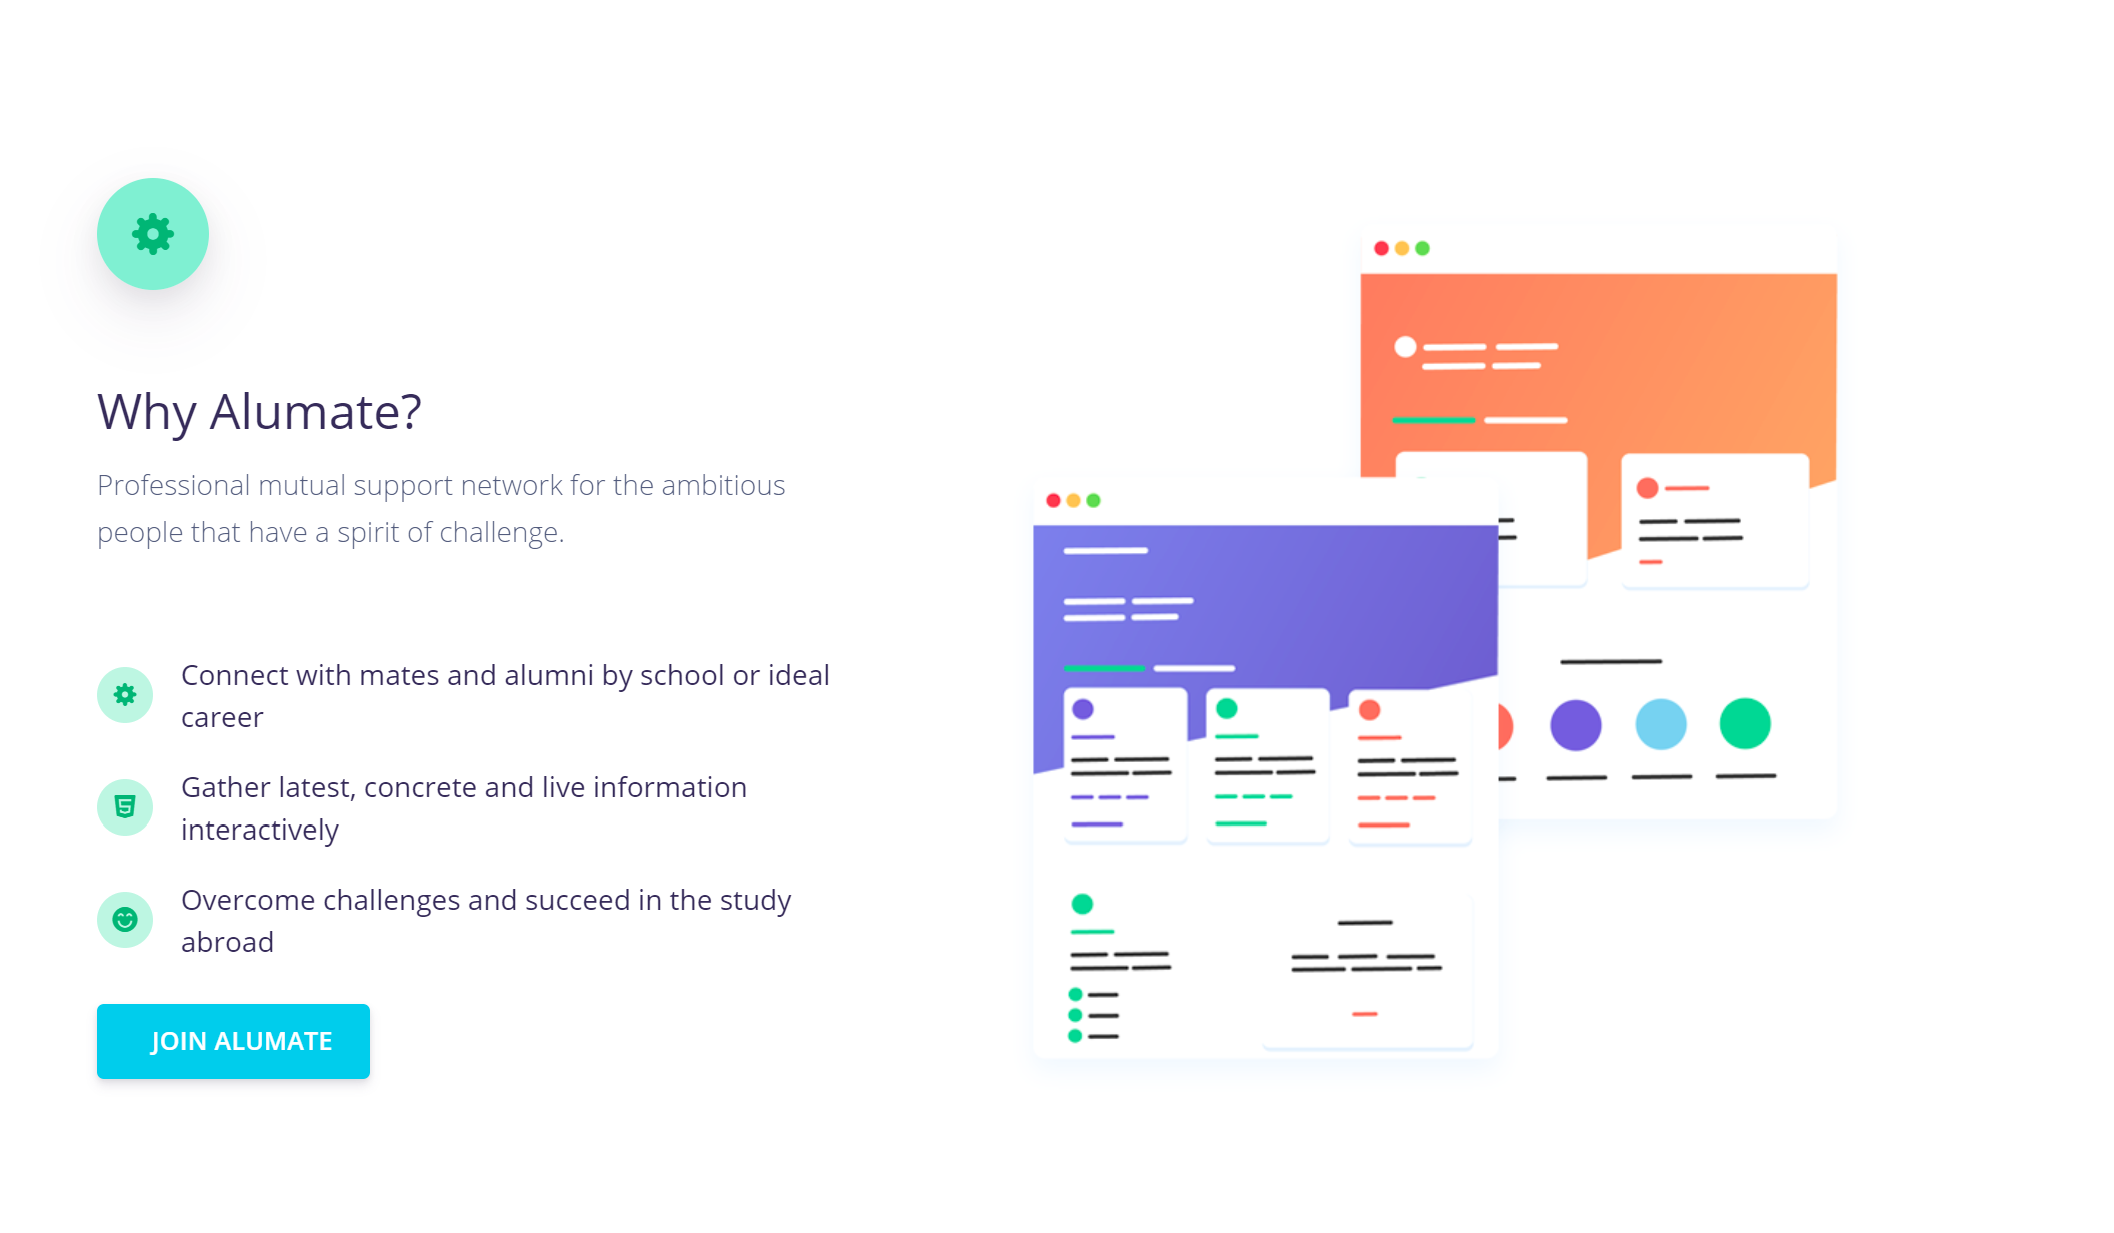 Why Alumate?
Professional mutual support network for the ambitious
people that have a spirit of challenge.
Connect with mates and alumni by school or ideal
career
Gather latest, concrete and live information
interactively
Overcome challenges and succeed in the study
abroad
JOIN ALUMATE